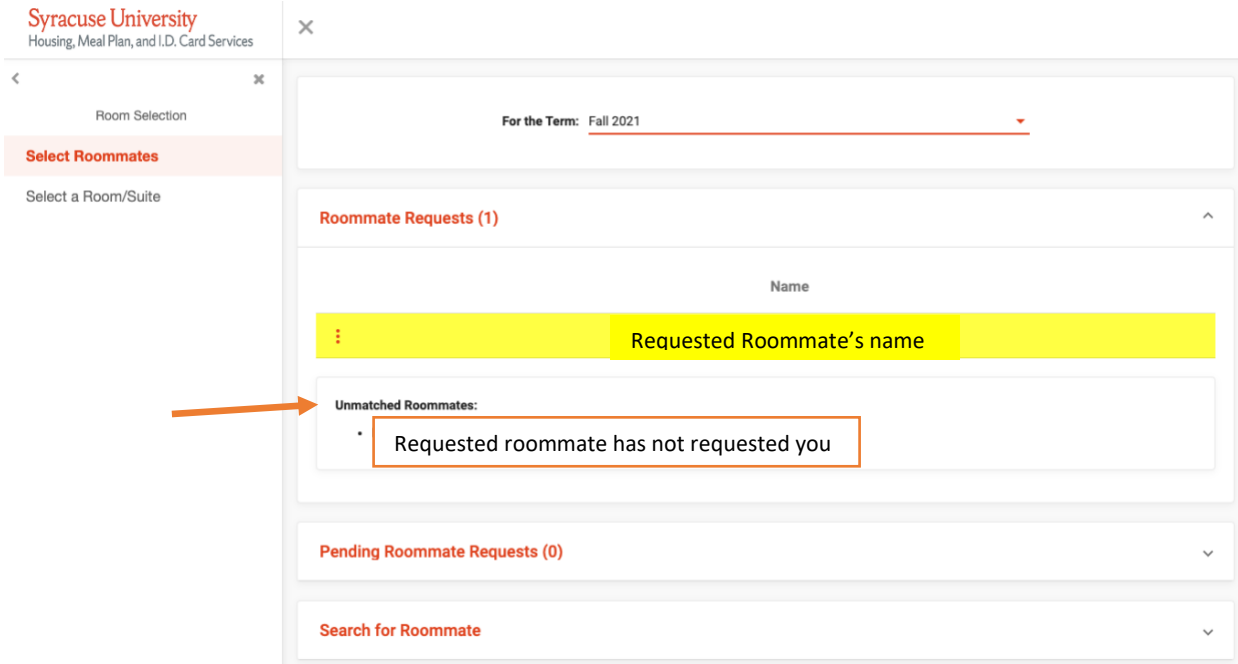 Syracuse University
Housing, Meal Plan, and I.D. Card Services
Room Selection
Select Roommates
Select a Room/Suite
For the Term: Fall 2021
Roommate Requests (1)
Name
Requested Roommate’s name
Unmatched Roommates:
• Requested roommate has not requested you
Pending Roommate Requests (0)
Search for Roommate